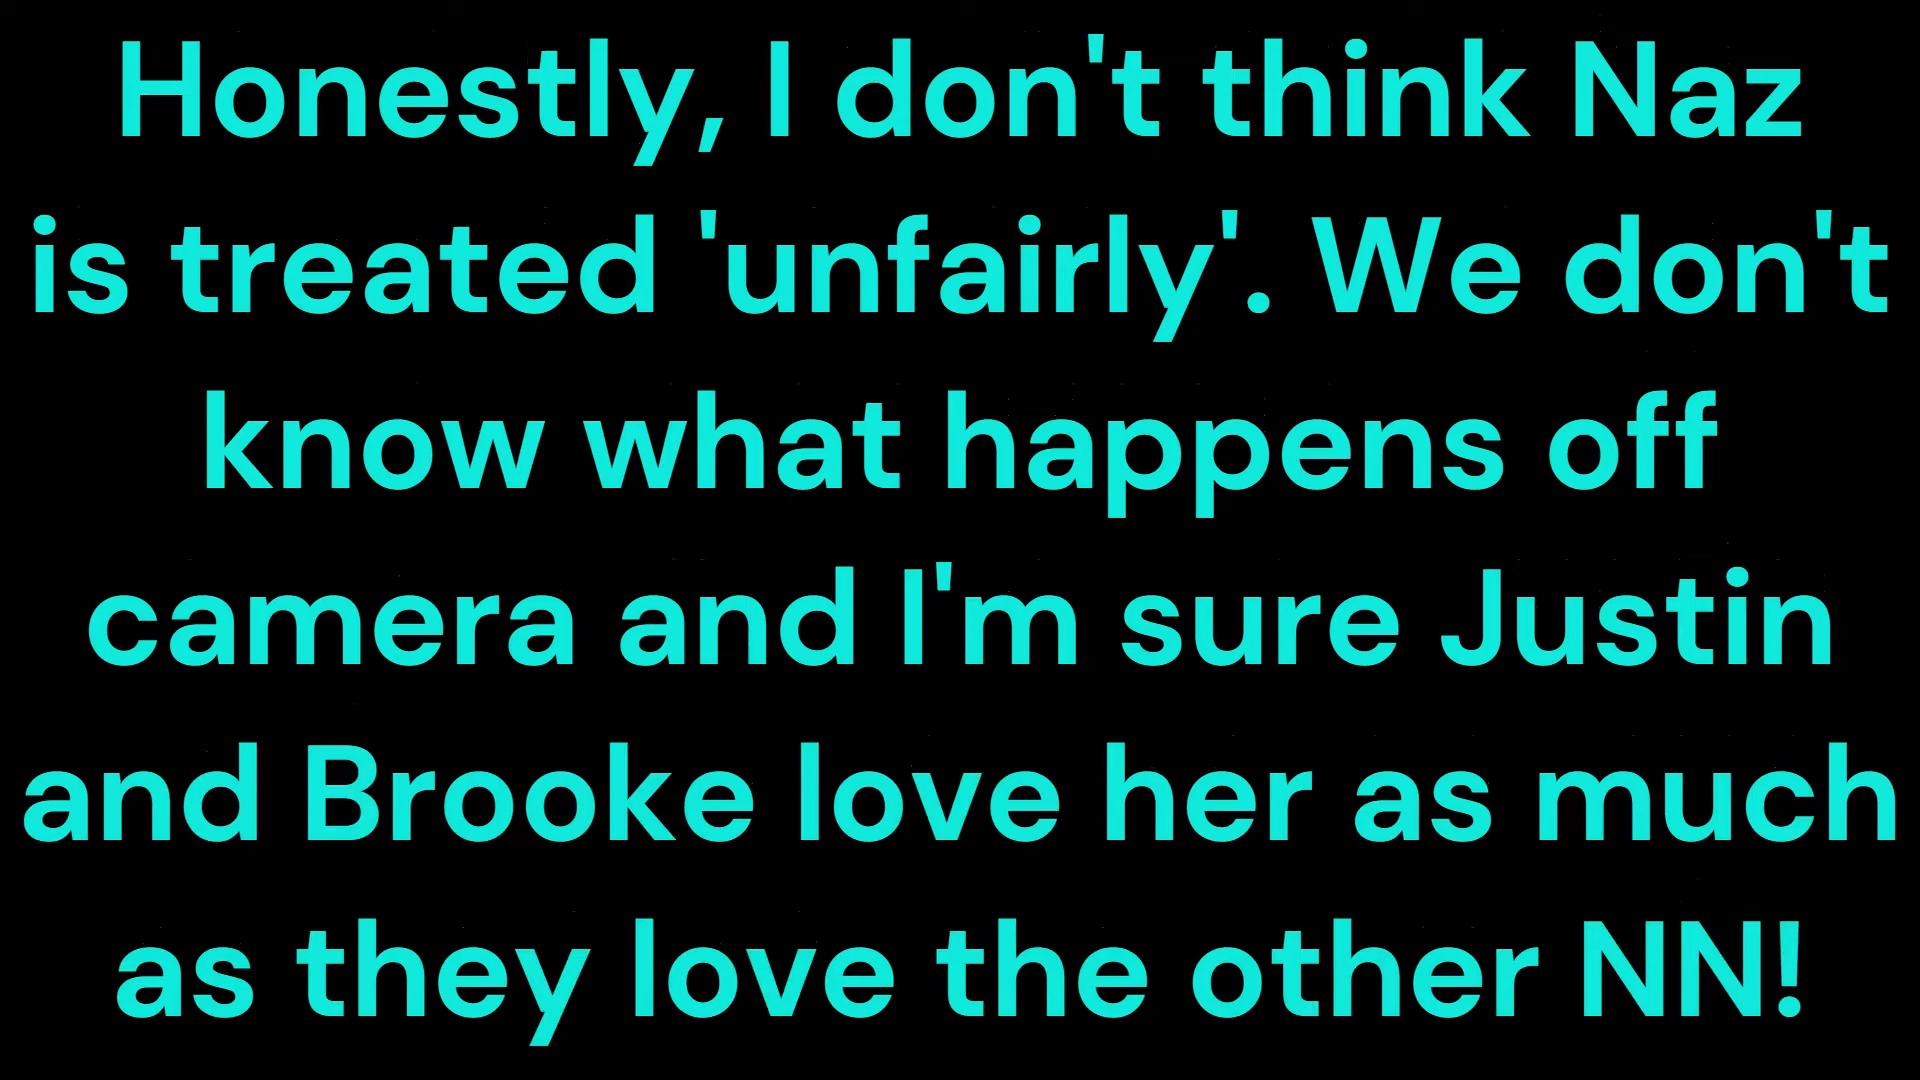 Honestly, I don't think Naz
is treated 'unfairly'. We don't
know what happens off
camera and I'm sure Justin
and Brooke love her as much
as they love the other NN!